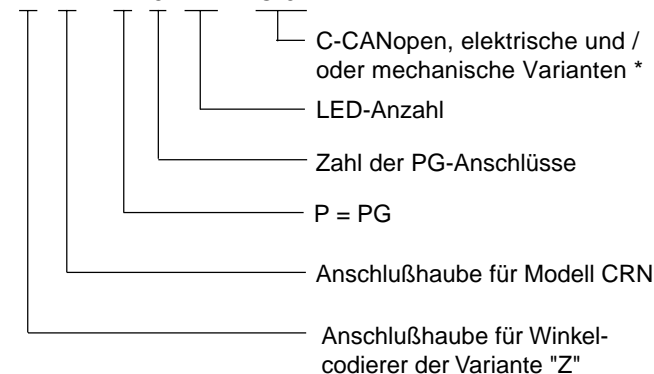 C-CANopen, elektrische und /
oder mechanische Varianten *
LED-Anzahl
Zahl der PG-Anschlüsse
P = PG
Anschlußhaube für Modell CRN
Anschlußhaube für Winkel-
codierer der Variante "Z"